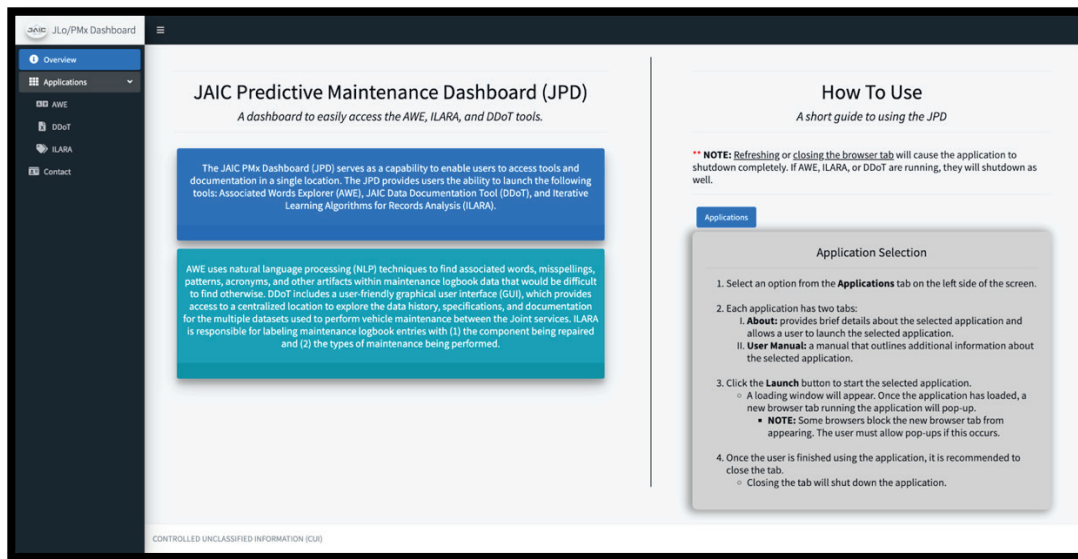 JAIC JLo/PMx Dashboard
Overview
Applications
AWE
DDoT
ILARA
Contact
JAIC Predictive Maintenance Dashboard (JPD)
A dashboard to easily access the AWE, ILARA, and DDoT tools.
The JAIC PMx Dashboard (JPD) serves as a capability to enable users to access tools and
documentation in a single location. The JPD provides users the ability to launch the following
tools: Associated Words Explorer (AWE), JAIC Data Documentation Tool (DDoT), and Iterative
Learning Algorithms for Records Analysis (ILARA).
AWE uses natural language processing (NLP) techniques to find associated words, misspellings,
patterns, acronyms, and other artifacts within maintenance logbook data that would be difficult
to find otherwise. DDoT includes a user-friendly graphical user interface (GUI), which provides
access to a centralized location to explore the data history, specifications, and documentation
for the multiple datasets used to perform vehicle maintenance between the Joint services. ILARA
is responsible for labeling maintenance logbook entries with (1) the component being repaired
and (2) the types of maintenance being performed.
How To Use
A short guide to using the JPD
** NOTE: Refreshing or closing the browser tab will cause the application to
shutdown completely. If AWE, ILARA, or DDoT are running, they will shutdown as
well.
Applications
Application Selection
1. Select an option from the Applications tab on the left side of the screen.
2. Each application has two tabs:
I. About: provides brief details about the selected application and
allows a user to launch the selected application.
II. User Manual: a manual that outlines additional information about
the selected application.
3. Click the Launch button to start the selected application.
○ A loading window will appear. Once the application has loaded, a
new browser tab running the application will pop-up.
▪ NOTE: Some browsers block the new browser tab from
appearing. The user must allow pop-ups if this occurs.
4. Once the user is finished using the application, it is recommended to
close the tab.
○ Closing the tab will shut down the application.
CONTROLLED UNCLASSIFIED INFORMATION (CUI)